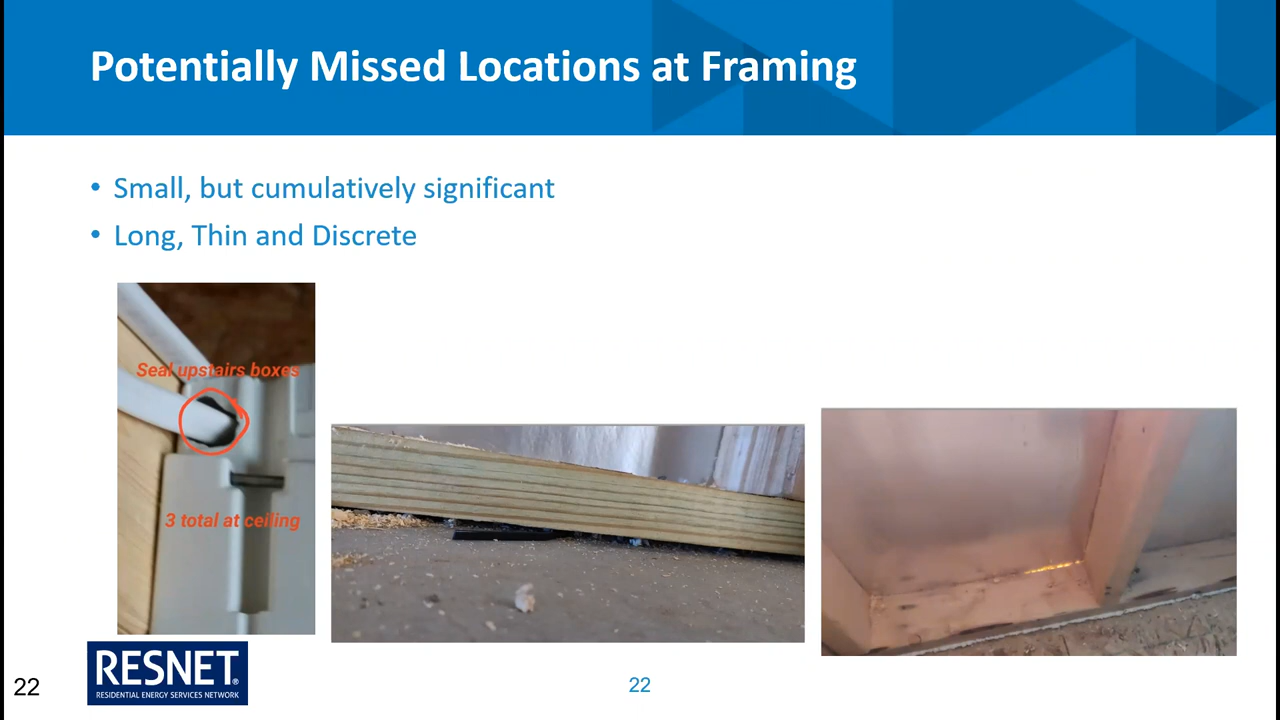 Potentially Missed Locations at Framing
• Small, but cumulatively significant
• Long, Thin and Discrete
Seal upstairs boxes
3 total at ceiling
RESNET®
RESIDENTIAL ENERGY SERVICES NETWORK
22
22